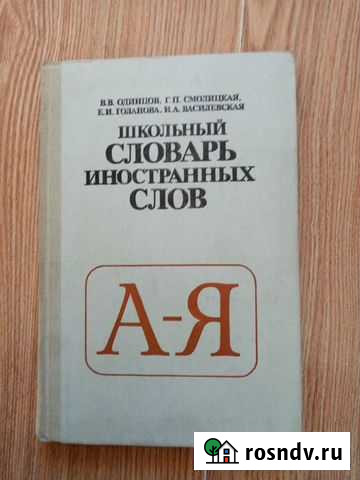 В.В. ОДИНЦОВ, Г.П. СМОЛИЦКАЯ,
Е.И. ГОЛАНОВА, И.А. ВАСИЛЕВСКАЯ
ШКОЛЬНЫЙ
СЛОВАРЬ
ИНОСТРАННЫХ
СЛОВ
А-Я
rosndv.ru